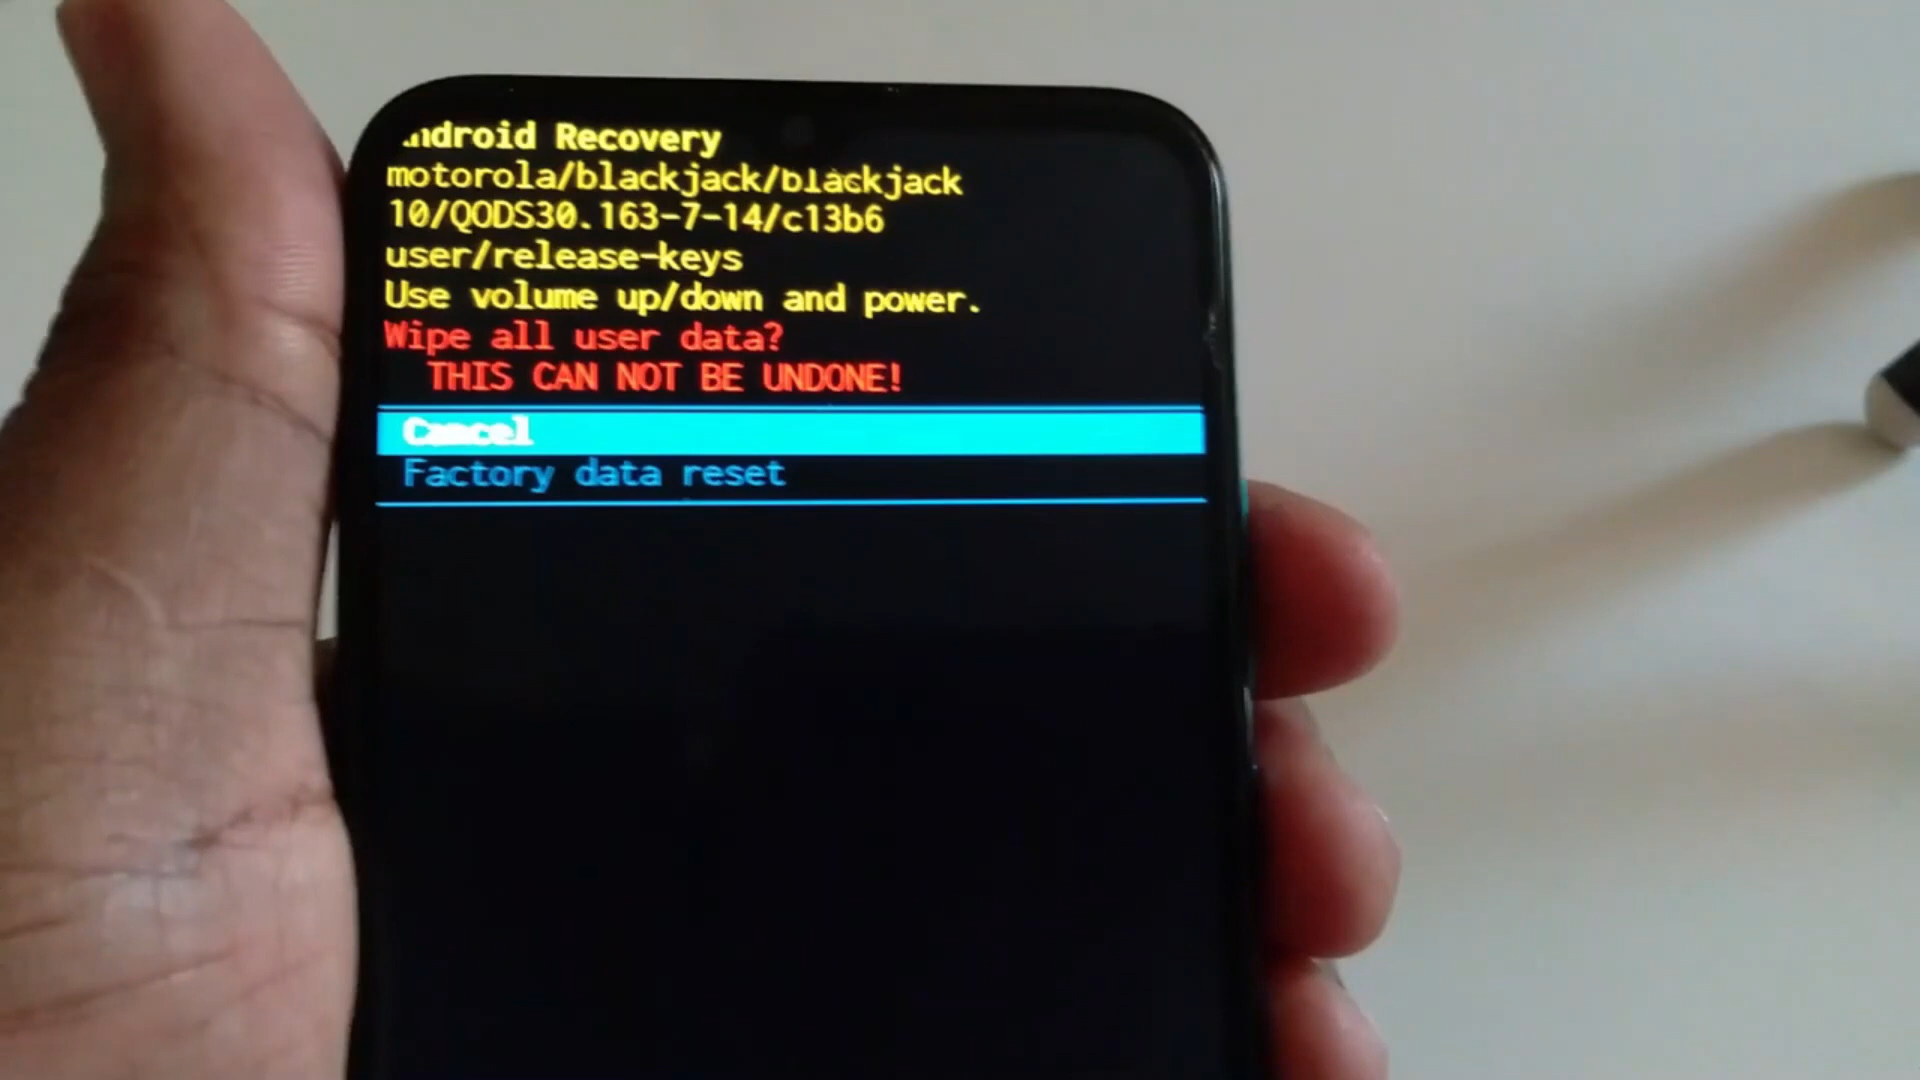 Android Recovery
motorola/blackjack/blackjack
10/QODS30.163-7-14/c13b6
user/release-keys
Use volume up/down and power.
Wipe all user data?
THIS CAN NOT BE UNDONE!
Cancel
Factory data reset